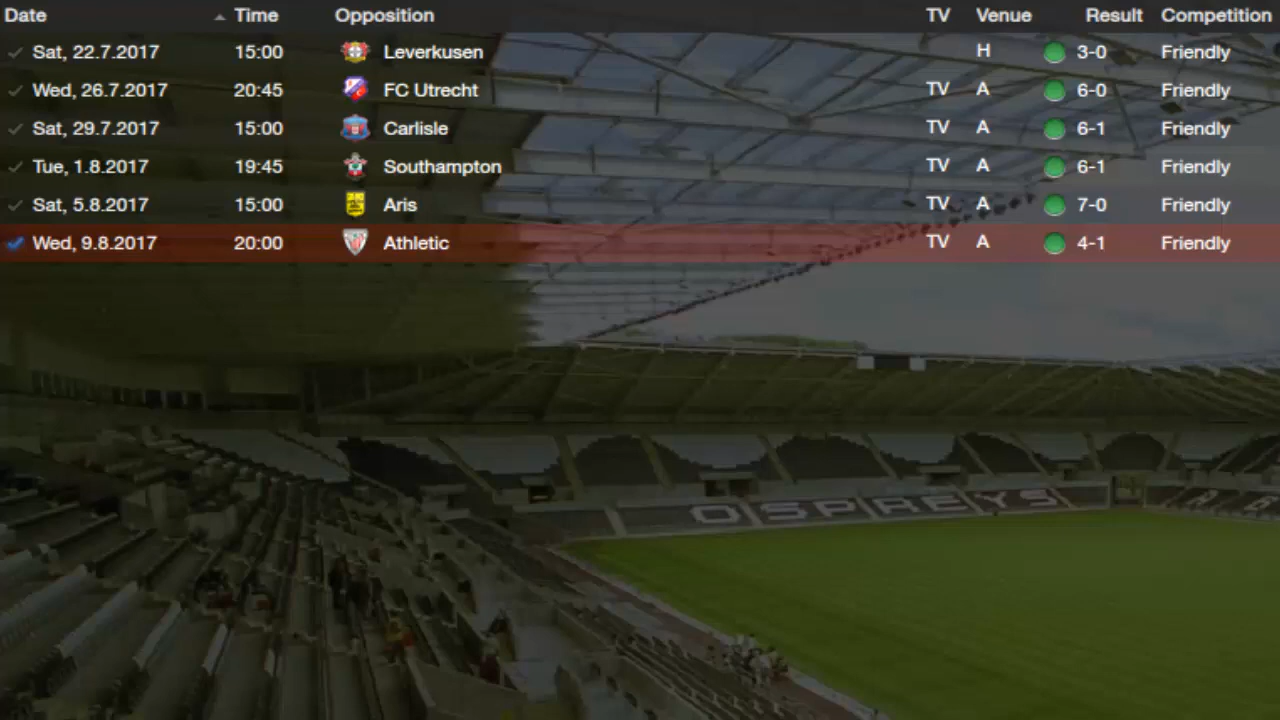 Date Time Opposition TV Venue Result Competition
Sat, 22.7.2017 15:00 Leverkusen H 3-0 Friendly
Wed, 26.7.2017 20:45 FC Utrecht TV A 6-0 Friendly
Sat, 29.7.2017 15:00 Carlisle TV A 6-1 Friendly
Tue, 1.8.2017 19:45 Southampton TV A 6-1 Friendly
Sat, 5.8.2017 15:00 Aris TV A 7-0 Friendly
Wed, 9.8.2017 20:00 Athletic TV A 4-1 Friendly
OSPREYS